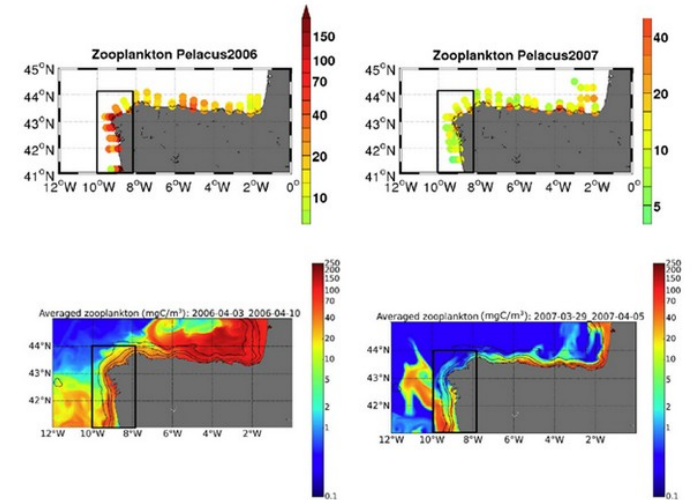 Zooplankton Pelacus2006
45°N
44°N
43°N
42°N
41°N
12°W 10°W 8°W 6°W 4°W 2°W 0°
150
100
70
40
20
10
Zooplankton Pelacus2007
45°N
44°N
43°N
42°N
41°N
12°W 10°W 8°W 6°W 4°W 2°W 0°
40
20
10
5
Averaged zooplankton (mgC/m³): 2006-04-03_2006-04-10
44°N
43°N
42°N
12°W 10°W 8°W 6°W 4°W 2°W
250
200
150
100
70
40
20
10
5
2
1
0.1
Averaged zooplankton (mgC/m³): 2007-03-29_2007-04-05
44°N
43°N
42°N
12°W 10°W 8°W 6°W 4°W 2°W
250
200
150
100
70
40
20
10
5
2
1
0.1